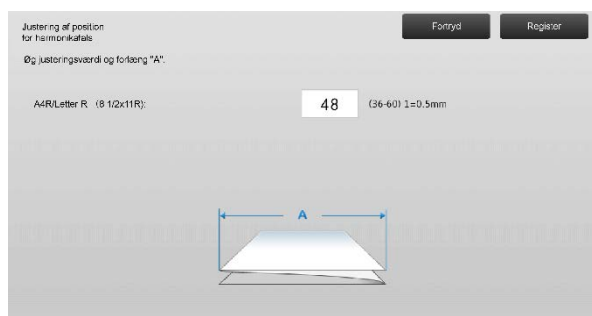 Justering af position
for harmonikafals
Fortryd
Register
Øg justeringsværdi og forlæng "A".
A4R/Letter R (8 1/2x11R):
48
(36-60) 1=0.5mm
A